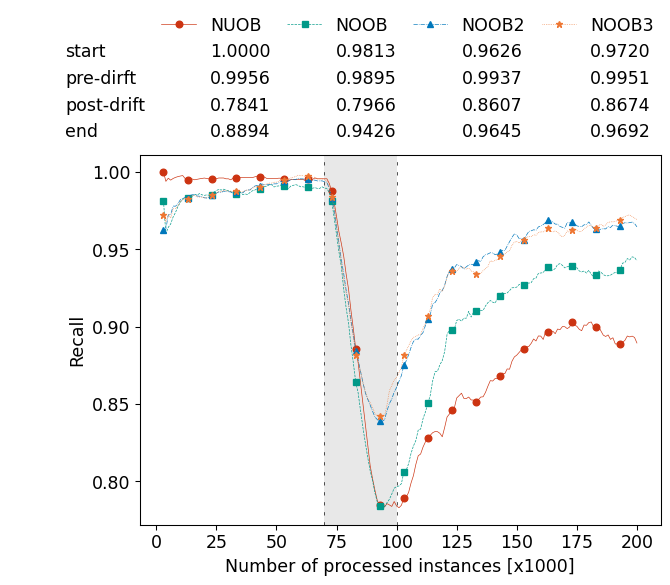 NUOB NOOB NOOB2 NOOB3
start 1.0000 0.9813 0.9626 0.9720
pre-dirft 0.9956 0.9895 0.9937 0.9951
post-drift 0.7841 0.7966 0.8607 0.8674
end 0.8894 0.9426 0.9645 0.9692
1.00
0.95
0.90
0.85
0.80
Recall
0 25 50 75 100 125 150 175 200
Number of processed instances [x1000]